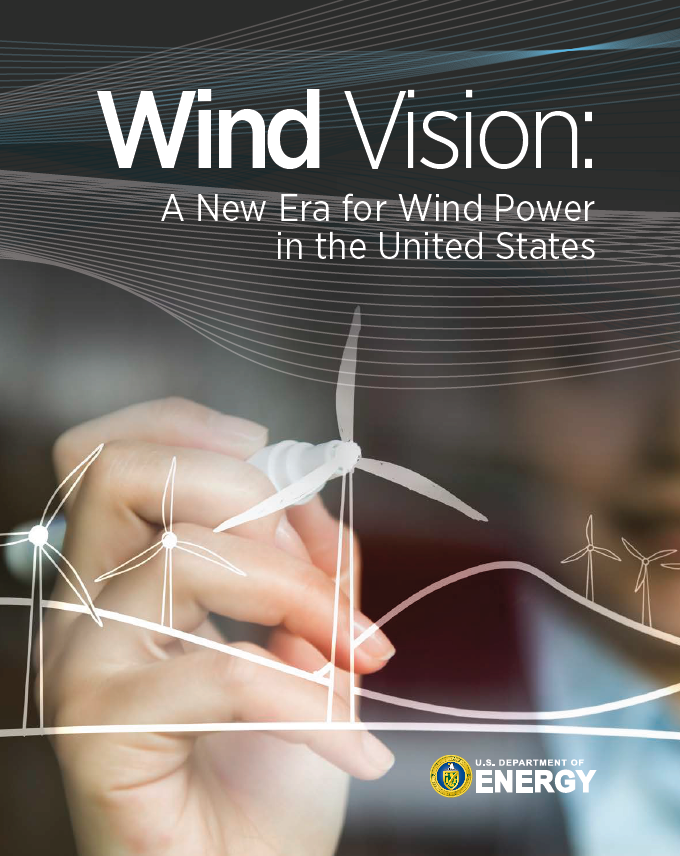 Wind Vision:
A New Era for Wind Power
in the United States
U.S. DEPARTMENT OF
ENERGY